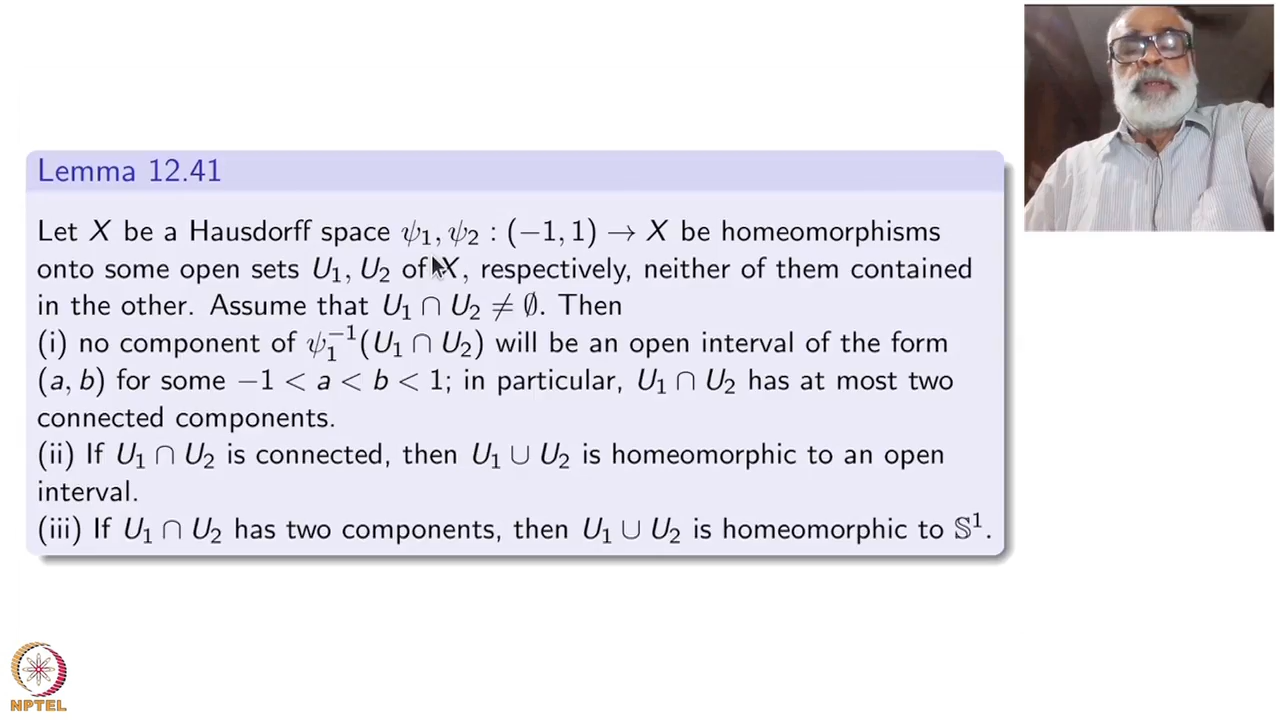 Lemma 12.41
Let X be a Hausdorff space ψ₁, ψ₂ : (−1, 1) → X be homeomorphisms
onto some open sets U₁, U₂ of X, respectively, neither of them contained
in the other. Assume that U₁ ∩ U₂ ≠ ∅. Then
(i) no component of ψ₁⁻¹(U₁ ∩ U₂) will be an open interval of the form
(a, b) for some −1 < a < b < 1; in particular, U₁ ∩ U₂ has at most two
connected components.
(ii) If U₁ ∩ U₂ is connected, then U₁ ∪ U₂ is homeomorphic to an open
interval.
(iii) If U₁ ∩ U₂ has two components, then U₁ ∪ U₂ is homeomorphic to 𝕊¹.
NPTEL